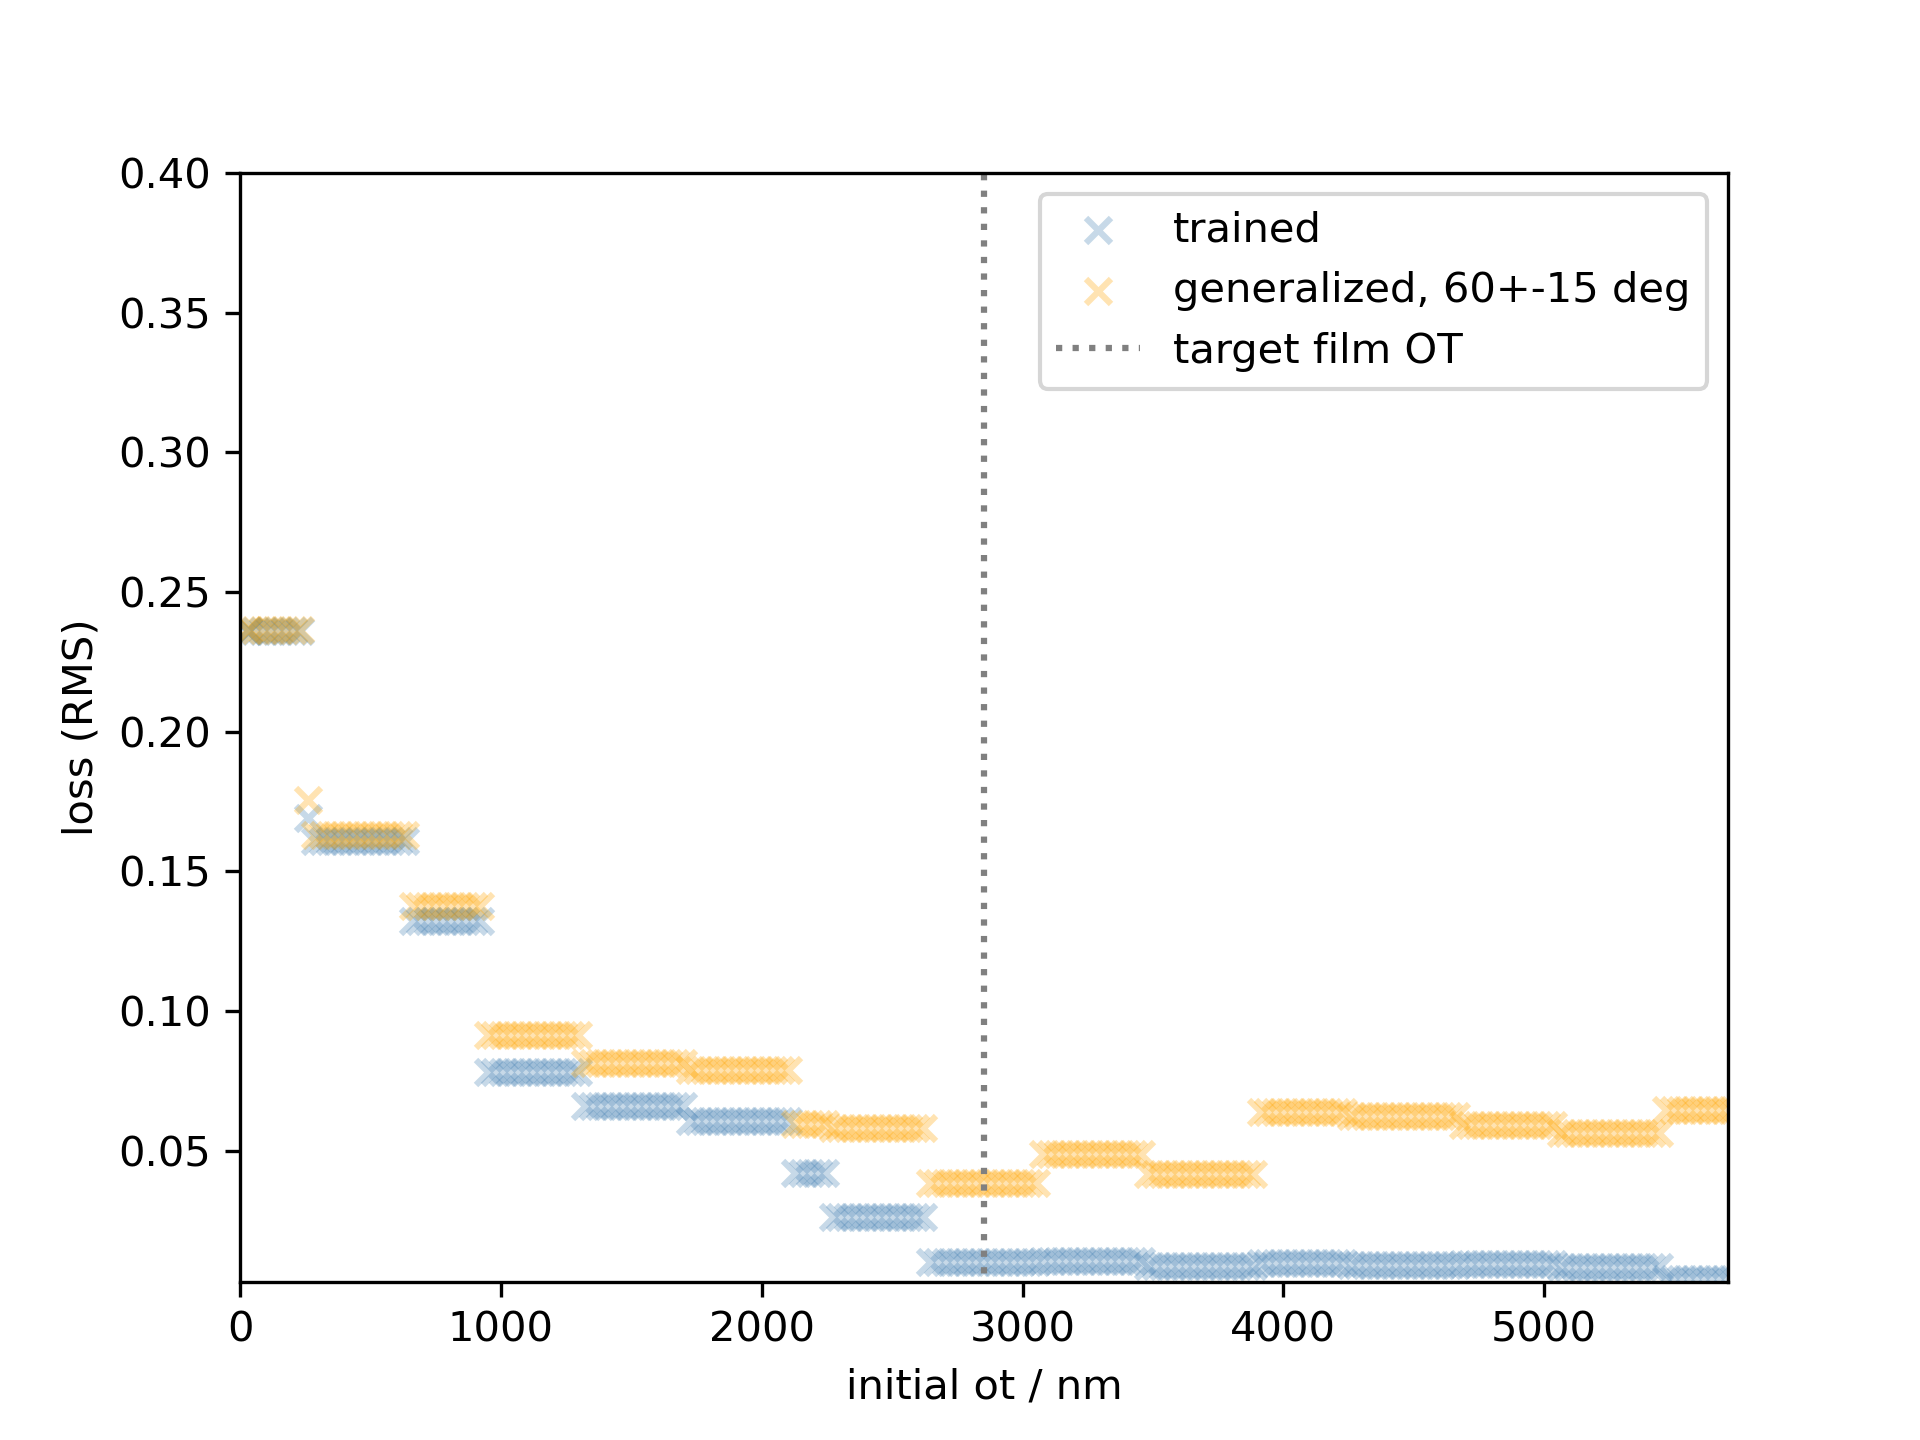 0.40
0.35
0.30
0.25
0.20
0.15
0.10
0.05
loss (RMS)
trained
generalized, 60+-15 deg
target film OT
0 1000 2000 3000 4000 5000
initial ot / nm